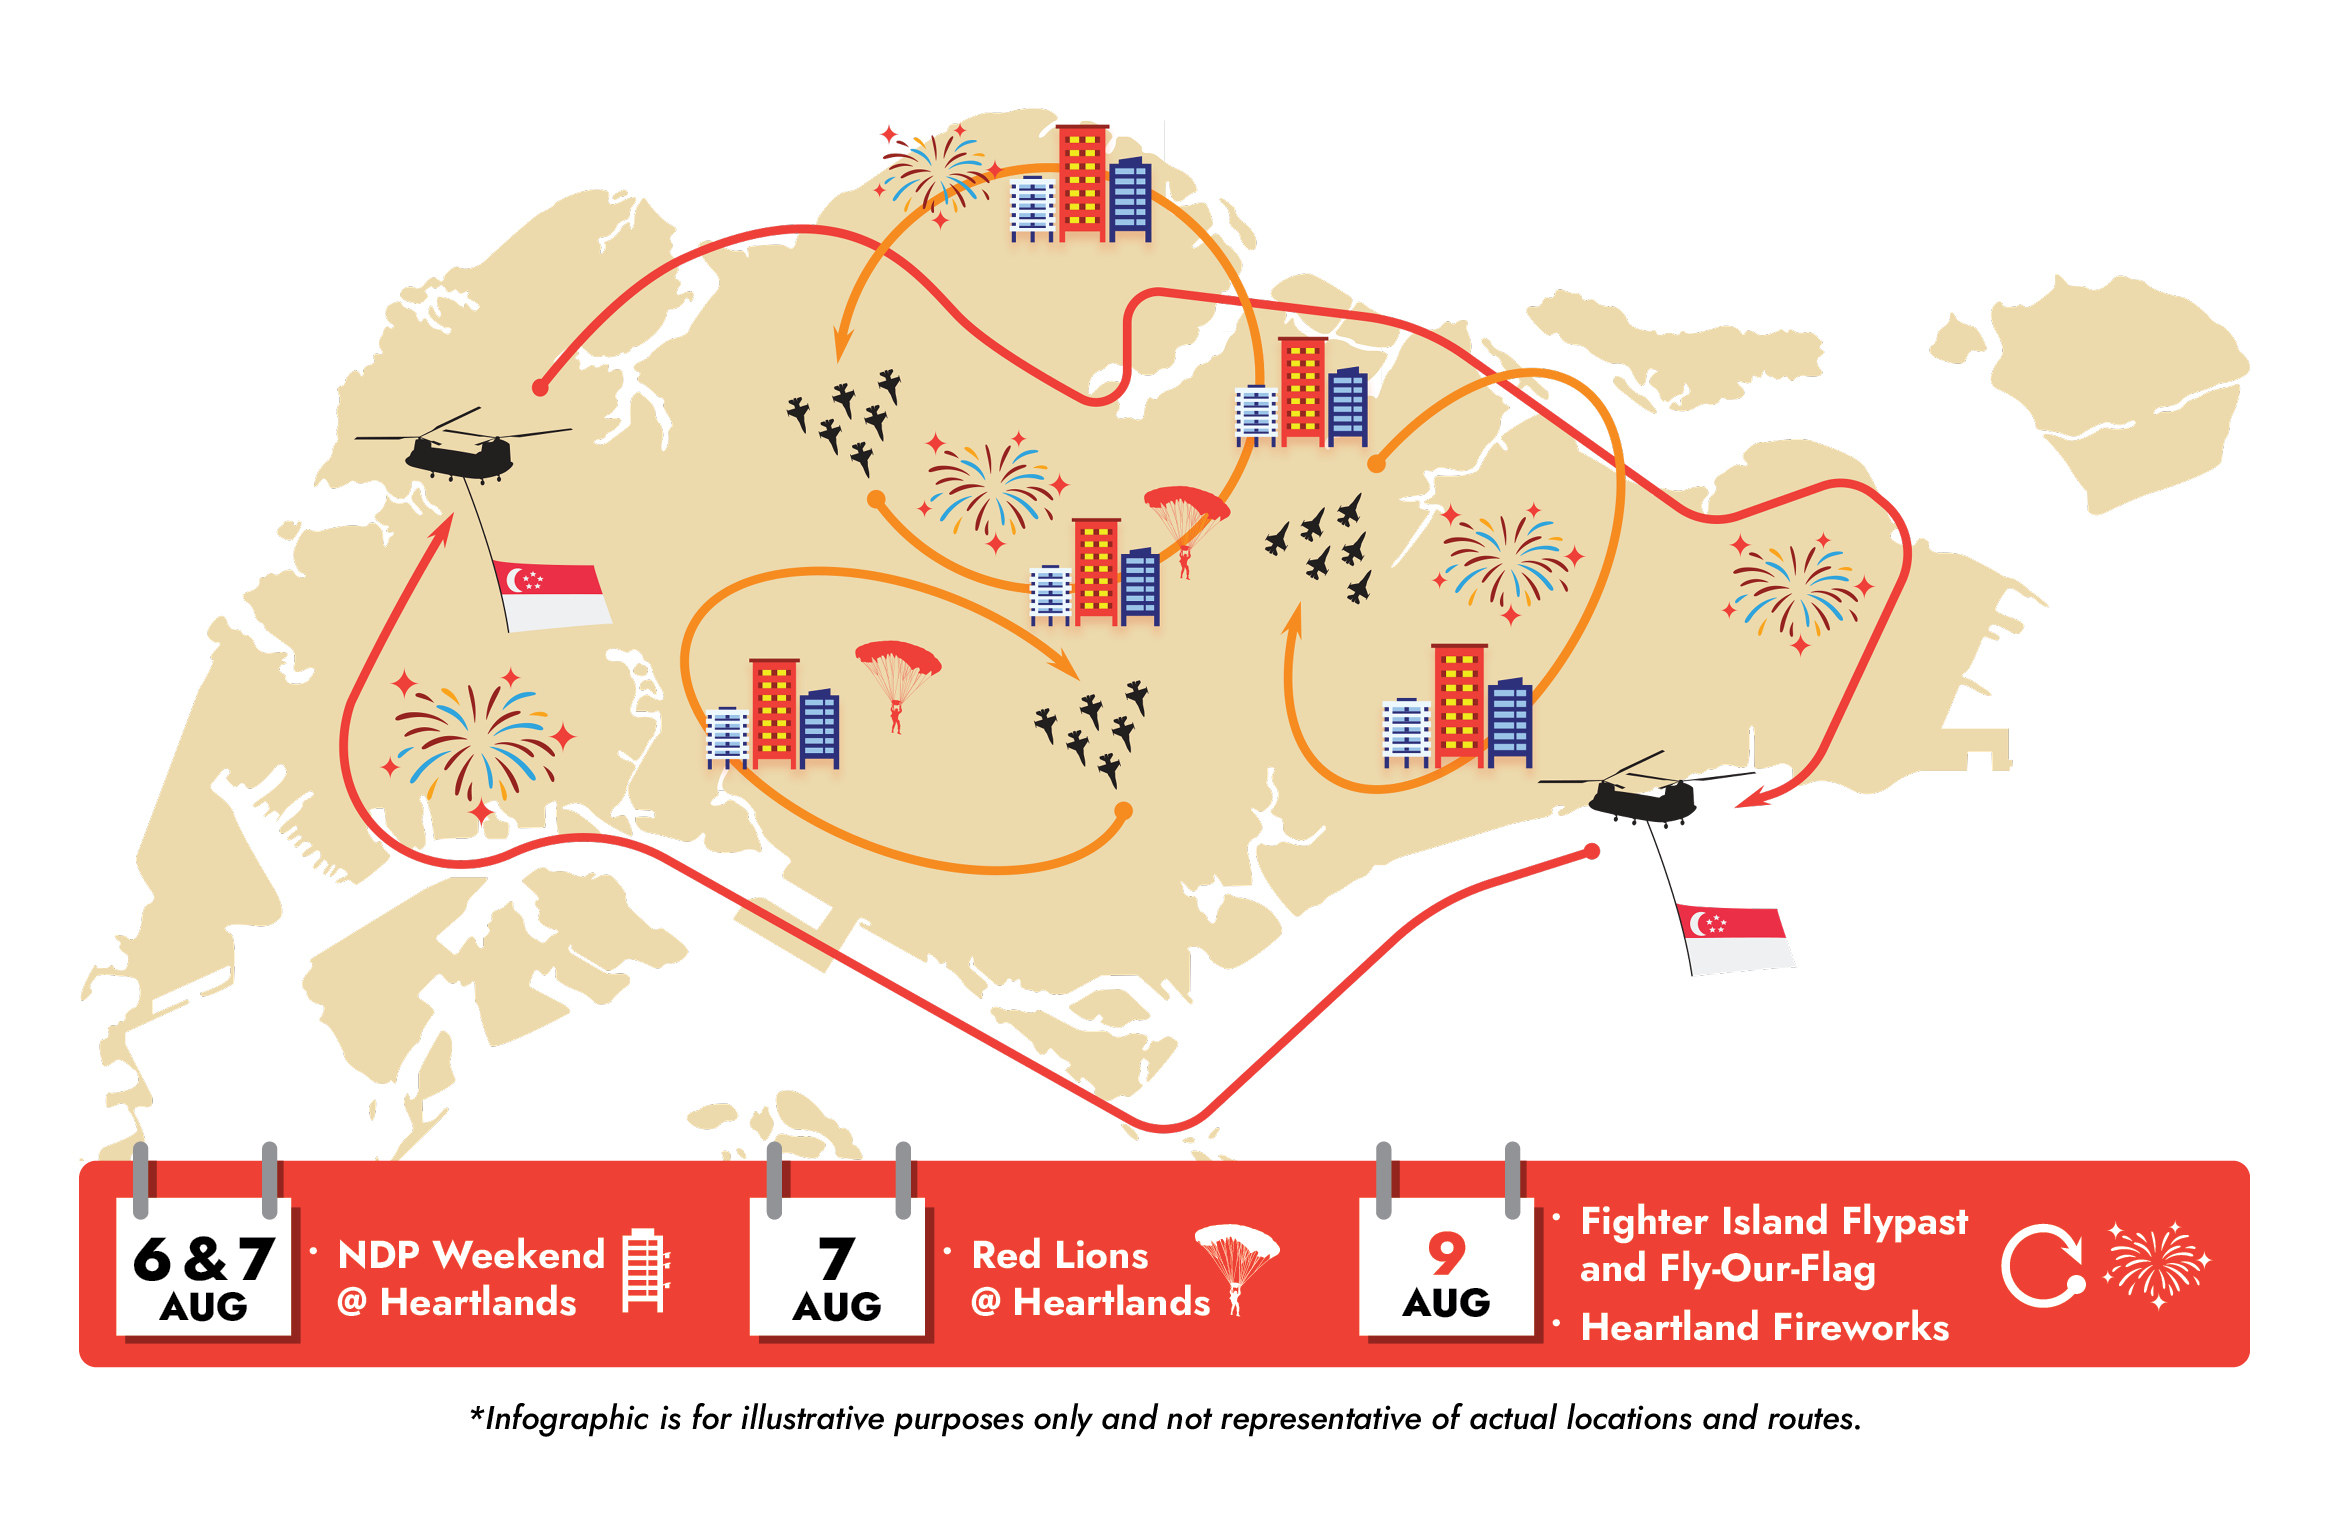 6 & 7
AUG
• NDP Weekend
@ Heartlands
7
AUG
• Red Lions
@ Heartlands
9
AUG
• Fighter Island Flypast
and Fly-Our-Flag
• Heartland Fireworks
*Infographic is for illustrative purposes only and not representative of actual locations and routes.